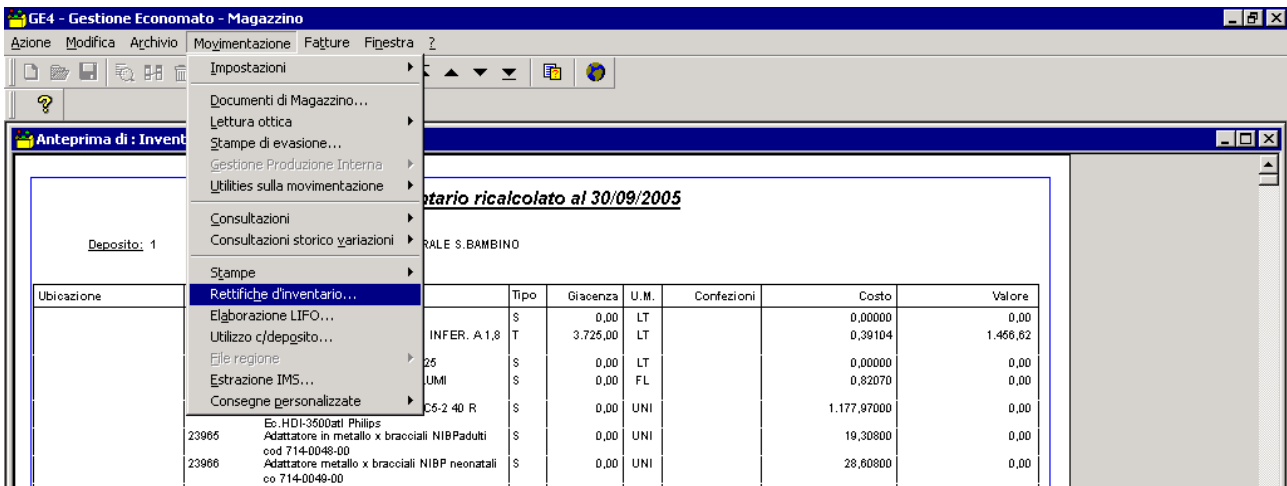 GE4 - Gestione Economato - Magazzino
Azione Modifica Archivio Movimentazione Fatture Finestra ?
Impostazioni
Documenti di Magazzino...
Lettura ottica
Stampe di evasione...
Gestione Produzione Interna
Utilities sulla movimentazione
Consultazioni
Consultazioni storico variazioni
Stampe
Rettifiche d'inventario...
Elaborazione LIFO...
Utilizzo c/deposito...
File regione
Estrazione IMS...
Consegne personalizzate
Anteprima di : Invent
ntario ricalcolato al 30/09/2005
Deposito: 1 RALE S.BAMBINO
Ubicazione Tipo Giacenza U.M. Confezioni Costo Valore
S 0,00 LT 0,00000 0,00
INFER. A 1,8 T 3.725,00 LT 0,39104 1.456,62
25 S 0,00 LT 0,00000 0,00
LUMI S 0,00 FL 0,82070 0,00
C5-2 40 R S 0,00 UNI 1.177,97000 0,00
Ec.HDI-3500atl Philips
23965 Adattatore in metallo x bracciali NIBPadulti S 0,00 UNI 19,30800 0,00
cod 714-0048-00
23966 Adattatore metallo x bracciali NIBP neonatali S 0,00 UNI 28,60800 0,00
co 714-0049-00